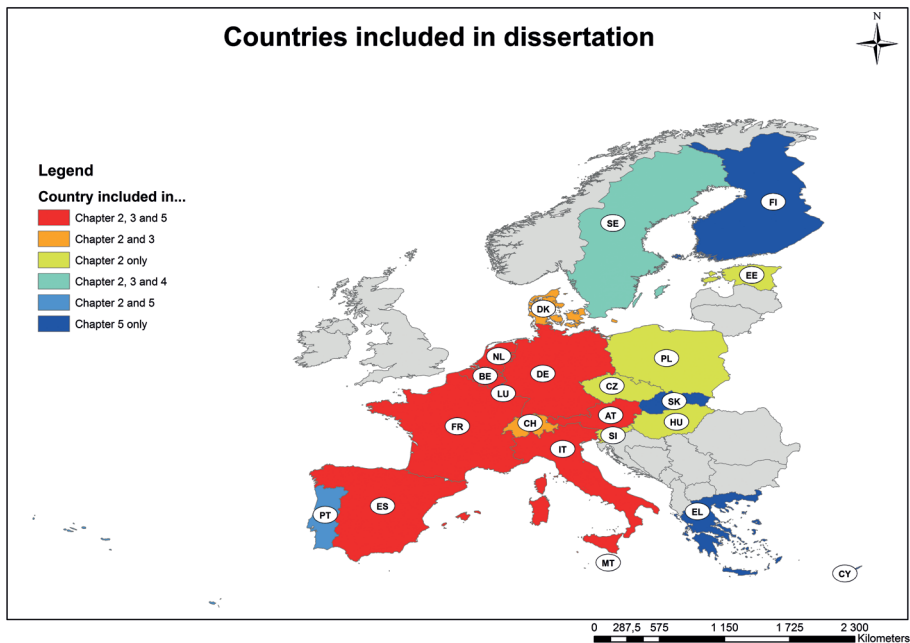 Countries included in dissertation
N
Legend
Country included in...
Chapter 2, 3 and 5
Chapter 2 and 3
Chapter 2 only
Chapter 2, 3 and 4
Chapter 2 and 5
Chapter 5 only
FI
SE
EE
DK
NL
PL
BE
DE
CZ
LU
SK
AT
HU
FR
CH
SI
IT
ES
PT
EL
MT
CY
0 287,5 575 1 150 1 725 2 300
Kilometers